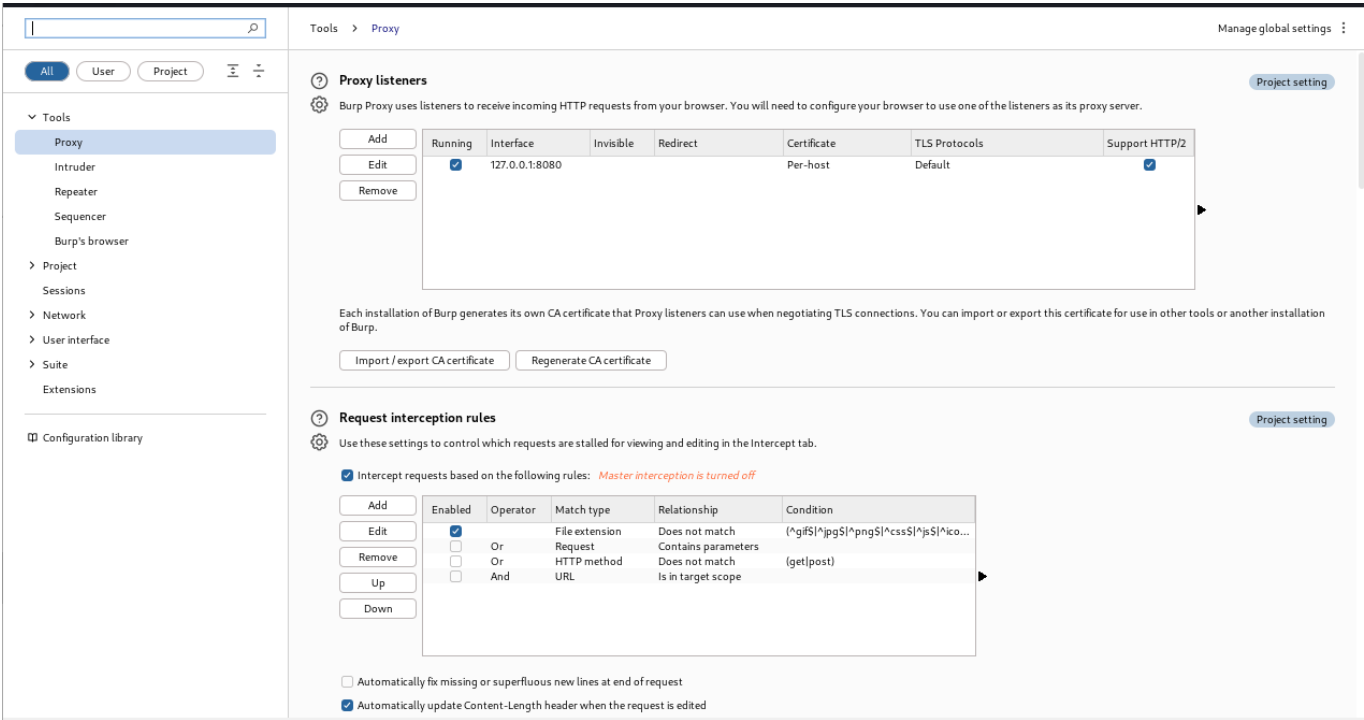 Tools > Proxy
Manage global settings
All User Project
Tools
Proxy
Intruder
Repeater
Sequencer
Burp's browser
Project
Sessions
Network
User interface
Suite
Extensions
Configuration library
Proxy listeners
Project setting
Burp Proxy uses listeners to receive incoming HTTP requests from your browser. You will need to configure your browser to use one of the listeners as its proxy server.
Add
Edit
Remove
Running Interface Invisible Redirect Certificate TLS Protocols Support HTTP/2
127.0.0.1:8080 Per-host Default
Each installation of Burp generates its own CA certificate that Proxy listeners can use when negotiating TLS connections. You can import or export this certificate for use in other tools or another installation
of Burp.
Import / export CA certificate Regenerate CA certificate
Request interception rules
Project setting
Use these settings to control which requests are stalled for viewing and editing in the Intercept tab.
Intercept requests based on the following rules: Master interception is turned off
Add
Edit
Remove
Up
Down
Enabled Operator Match type Relationship Condition
File extension Does not match (^gif$|^jpg$|^png$|^css$|^js$|^ico...
Or Request Contains parameters
Or HTTP method Does not match (get|post)
And URL Is in target scope
Automatically fix missing or superfluous new lines at end of request
Automatically update Content-Length header when the request is edited